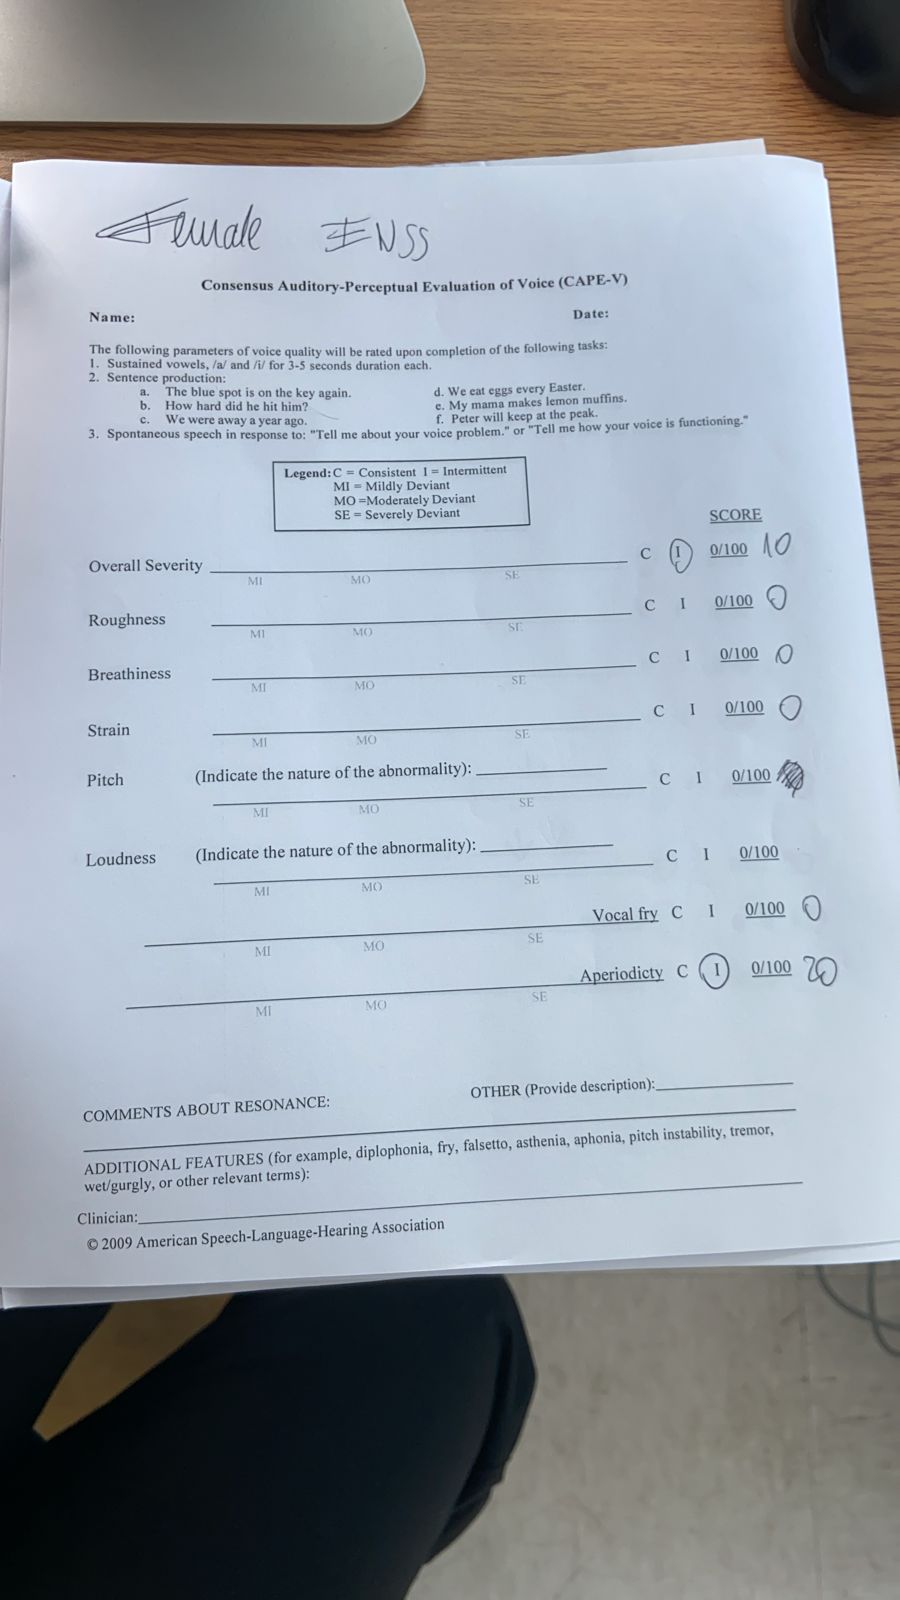 Female INSS
Consensus Auditory-Perceptual Evaluation of Voice (CAPE-V)
Name: Date:
The following parameters of voice quality will be rated upon completion of the following tasks:
1. Sustained vowels, /a/ and /i/ for 3-5 seconds duration each.
2. Sentence production:
a. The blue spot is on the key again. d. We eat eggs every Easter.
b. How hard did he hit him? e. My mama makes lemon muffins.
c. We were away a year ago. f. Peter will keep at the peak.
3. Spontaneous speech in response to: "Tell me about your voice problem." or "Tell me how your voice is functioning."
Legend: C = Consistent I = Intermittent
MI = Mildly Deviant
MO =Moderately Deviant
SE = Severely Deviant
SCORE
Overall Severity C I 0/100 10
MI MO SE
Roughness C I 0/100 0
MI MO SE
Breathiness C I 0/100 0
MI MO SE
Strain C I 0/100 0
MI MO SE
Pitch (Indicate the nature of the abnormality): C I 0/100
MI MO SE
Loudness (Indicate the nature of the abnormality): C I 0/100
MI MO SE
Vocal fry C I 0/100 0
MI MO SE
Aperiodicty C I 0/100 20
MI MO SE
COMMENTS ABOUT RESONANCE: OTHER (Provide description):
ADDITIONAL FEATURES (for example, diplophonia, fry, falsetto, asthenia, aphonia, pitch instability, tremor,
wet/gurgly, or other relevant terms):
Clinician:
© 2009 American Speech-Language-Hearing Association